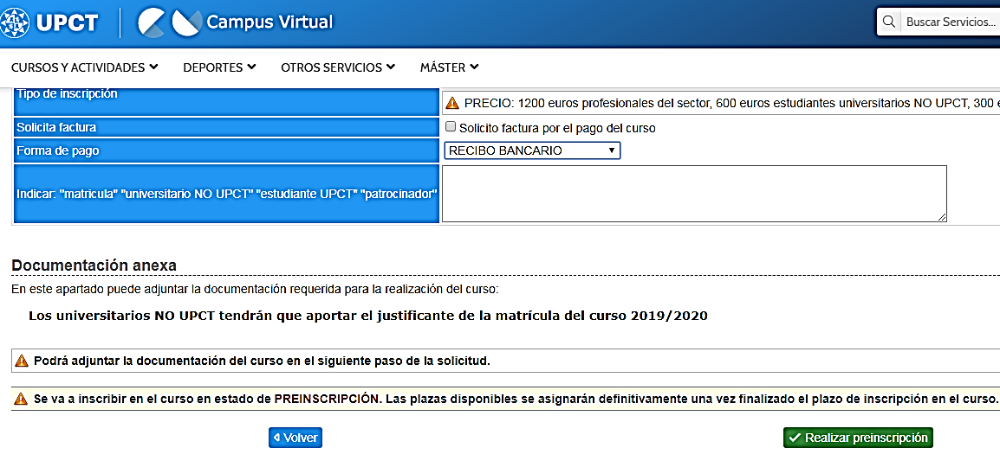 UPCT Campus Virtual
Buscar Servicios...
CURSOS Y ACTIVIDADES DEPORTES OTROS SERVICIOS MÁSTER
Tipo de inscripción
PRECIO: 1200 euros profesionales del sector, 600 euros estudiantes universitarios NO UPCT, 300 e
Solicita factura
Solicito factura por el pago del curso
Forma de pago
RECIBO BANCARIO
Indicar: "matricula" "universitario NO UPCT" "estudiante UPCT" "patrocinador"
Documentación anexa
En este apartado puede adjuntar la documentación requerida para la realización del curso:
Los universitarios NO UPCT tendrán que aportar el justificante de la matrícula del curso 2019/2020
Podrá adjuntar la documentación del curso en el siguiente paso de la solicitud.
Se va a inscribir en el curso en estado de PREINSCRIPCIÓN. Las plazas disponibles se asignarán definitivamente una vez finalizado el plazo de inscripción en el curso.
Volver
Realizar preinscripción